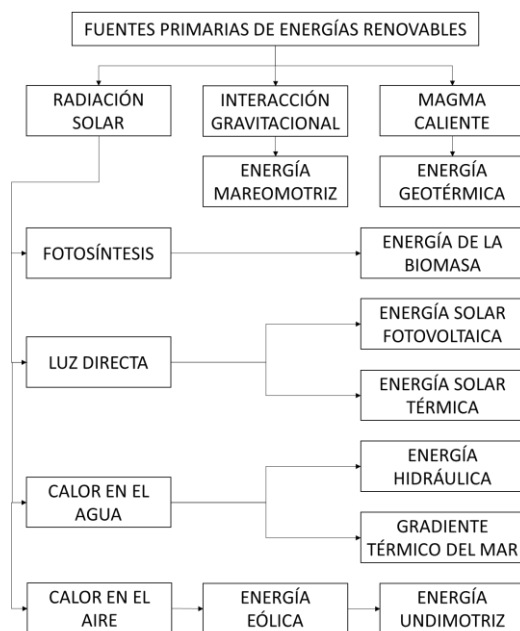 FUENTES PRIMARIAS DE ENERGÍAS RENOVABLES
RADIACIÓN
SOLAR
INTERACCIÓN
GRAVITACIONAL
MAGMA
CALIENTE
ENERGÍA
MAREOMOTRIZ
ENERGÍA
GEOTÉRMICA
FOTOSÍNTESIS
ENERGÍA DE LA
BIOMASA
LUZ DIRECTA
ENERGÍA SOLAR
FOTOVOLTAICA
ENERGÍA SOLAR
TÉRMICA
CALOR EN EL
AGUA
ENERGÍA
HIDRÁULICA
GRADIENTE
TÉRMICO DEL MAR
CALOR EN EL
AIRE
ENERGÍA
EÓLICA
ENERGÍA
UNDIMOTRIZ